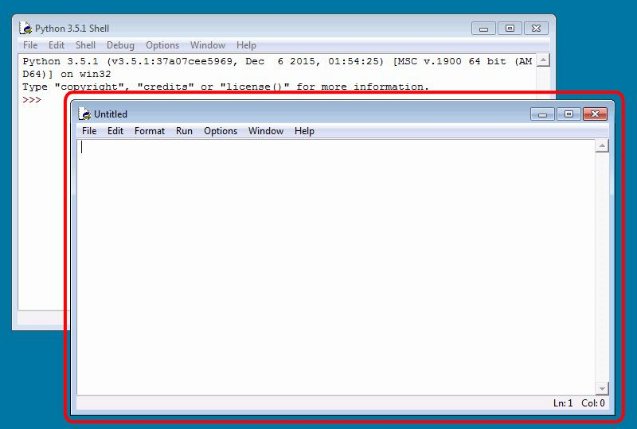 Python 3.5.1 Shell
File Edit Shell Debug Options Window Help
Python 3.5.1 (v3.5.1:37a07cee5969, Dec  6 2015, 01:54:25) [MSC v.1900 64 bit (AM
D64)] on win32
Type "copyright", "credits" or "license()" for more information.
>>>
Untitled
File Edit Format Run Options Window Help
Ln: 1 Col: 0